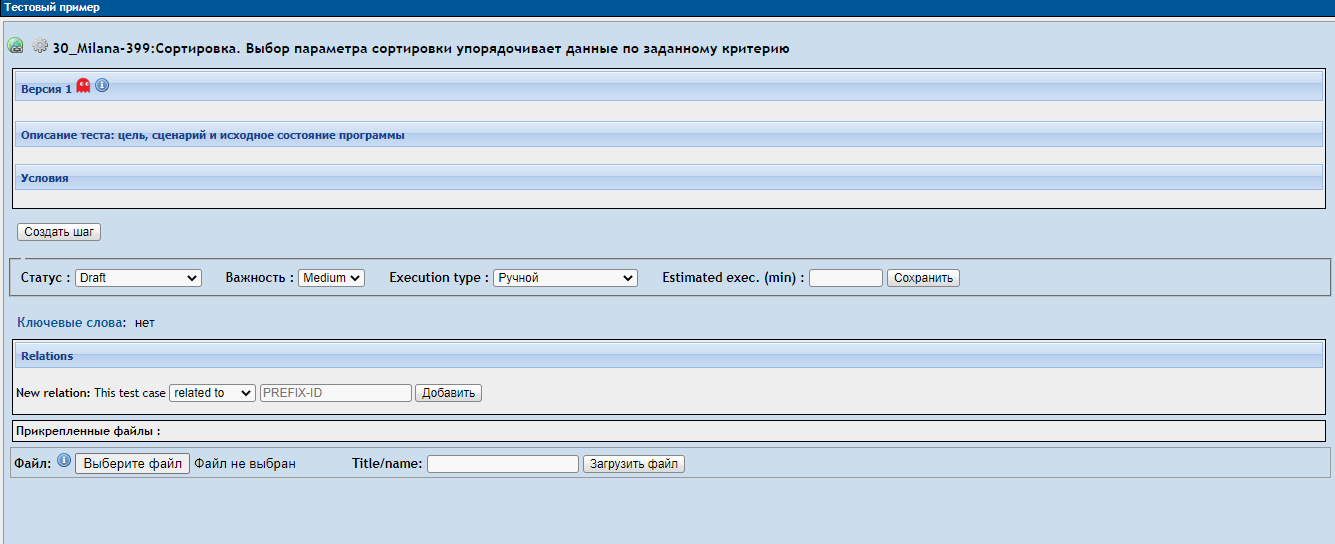 Тестовый пример
30_Milana-399:Сортировка. Выбор параметра сортировки упорядочивает данные по заданному критерию
Версия 1
Описание теста: цель, сценарий и исходное состояние программы
Условия
Создать шаг
Статус : Draft Важность : Medium Execution type : Ручной Estimated exec. (min) : Сохранить
Ключевые слова: нет
Relations
New relation: This test case related to PREFIX-ID Добавить
Прикрепленные файлы :
Файл: Выберите файл Файл не выбран Title/name: Загрузить файл